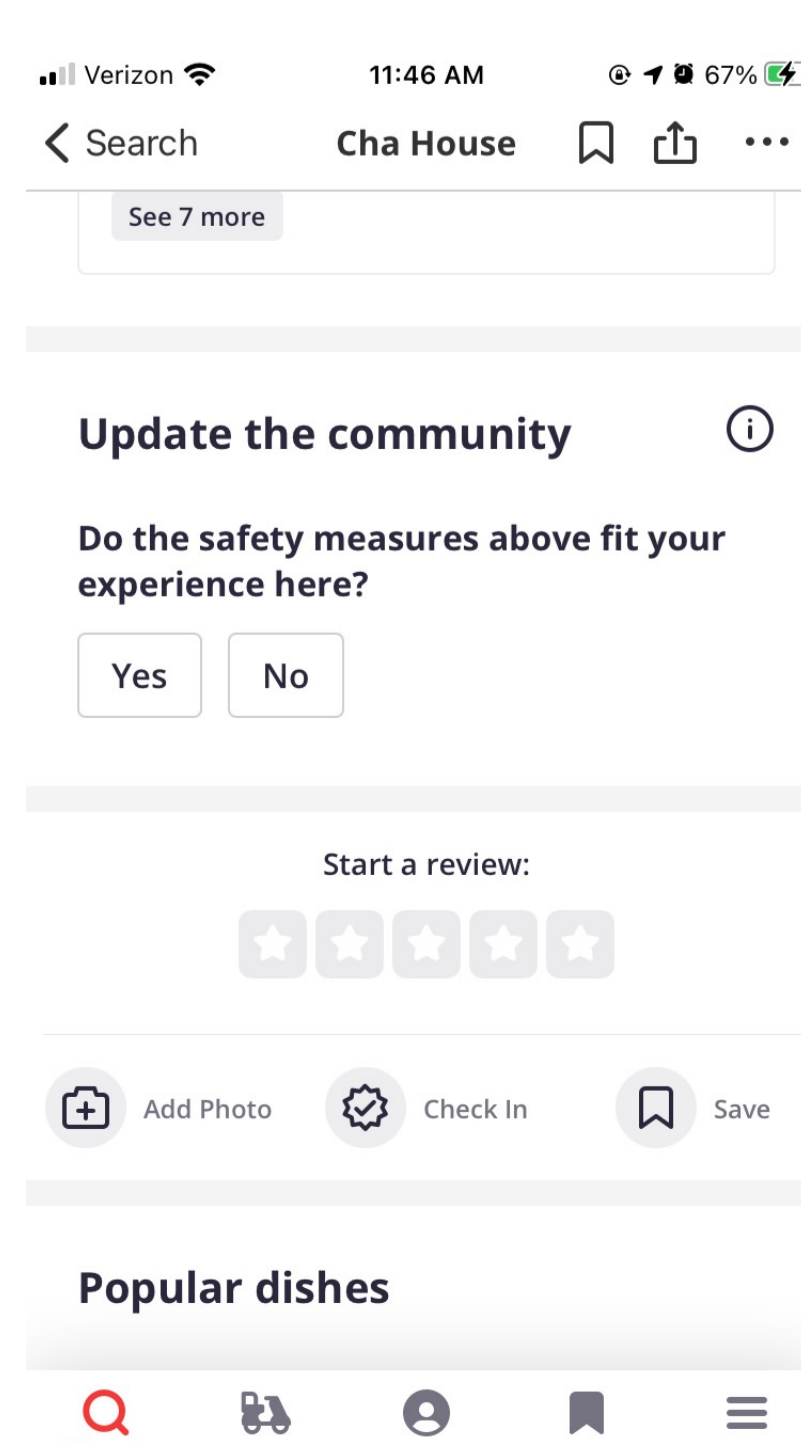 Verizon 11:46 AM 67%
Search Cha House
See 7 more
Update the community
Do the safety measures above fit your
experience here?
Yes No
Start a review:
Add Photo Check In Save
Popular dishes